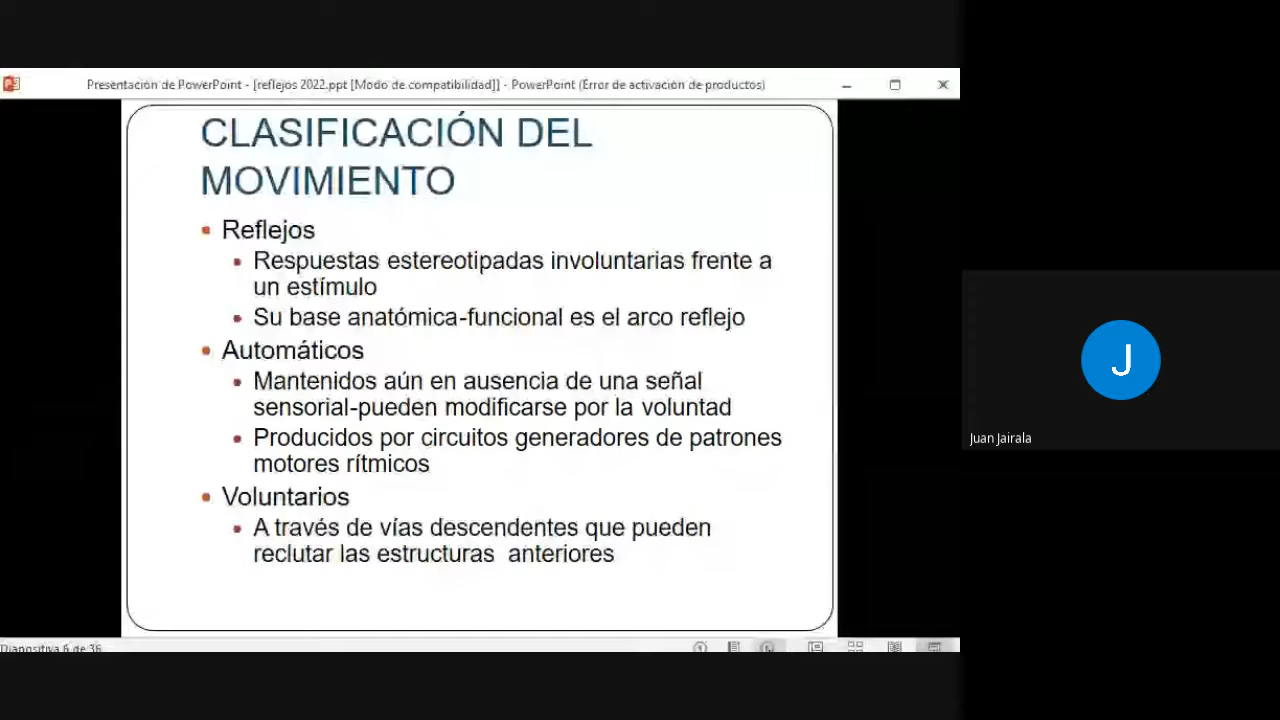 Presentación de PowerPoint - [reflejos 2022.ppt [Modo de compatibilidad]] - PowerPoint (Error de activación de productos)
CLASIFICACIÓN DEL
MOVIMIENTO
• Reflejos
• Respuestas estereotipadas involuntarias frente a
un estímulo
• Su base anatómica-funcional es el arco reflejo
• Automáticos
• Mantenidos aún en ausencia de una señal
sensorial-pueden modificarse por la voluntad
• Producidos por circuitos generadores de patrones
motores rítmicos
• Voluntarios
• A través de vías descendentes que pueden
reclutar las estructuras anteriores
Diapositiva 6 de 36
J
Juan Jairala